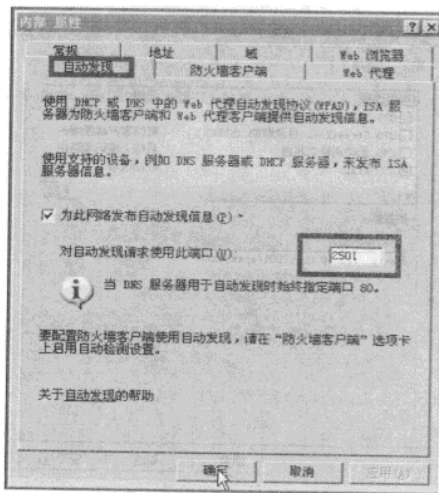 内部 属性
常规 地址 域 Web 浏览器
自动发现 防火墙客户端 Web 代理
使用 DHCP 或 DNS 中的 Web 代理自动发现协议(WPAD)，ISA 服
务器为防火墙客户端和 Web 代理客户端提供自动发现信息。
使用支持的设备，例如 DNS 服务器或 DHCP 服务器，来发布 ISA
服务器信息。
为此网络发布自动发现信息(P)
对自动发现请求使用此端口(U) 2501
当 DNS 服务器用于自动发现时始终指定端口 80。
要配置防火墙客户端使用自动发现，请在“防火墙客户端”选项卡
上启用自动检测设置。
关于自动发现的帮助
确定 取消 应用(A)